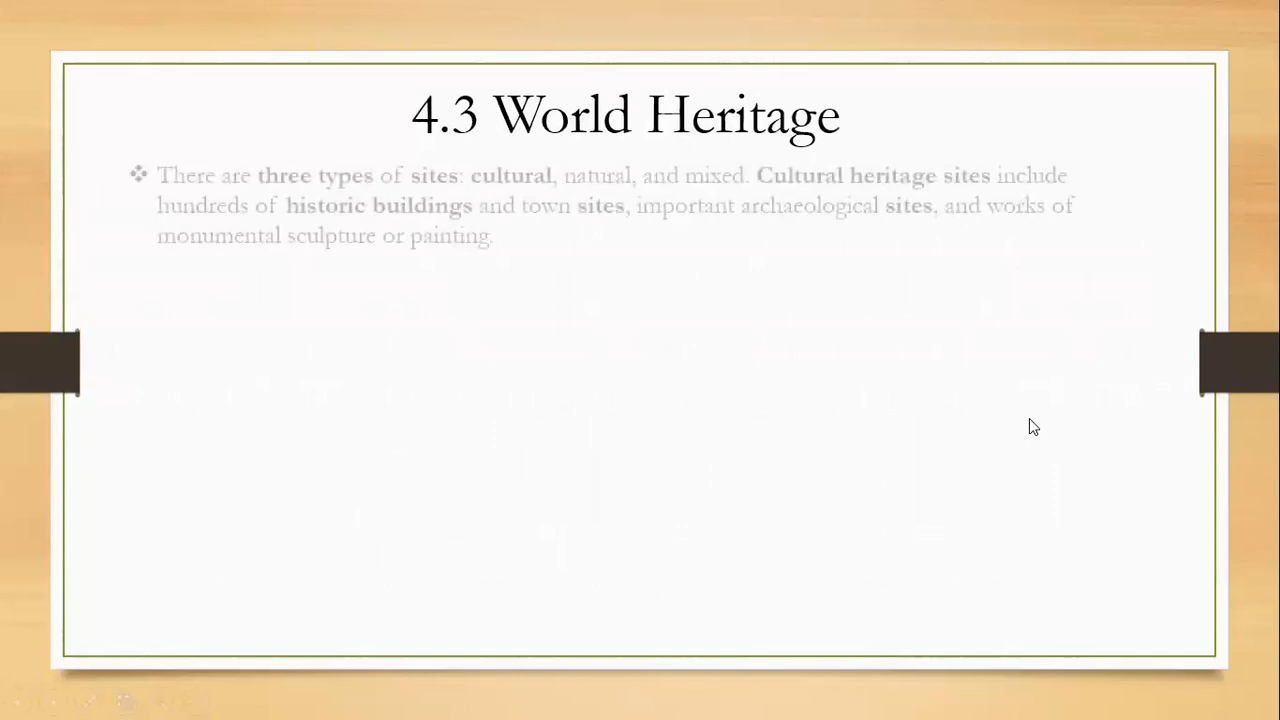 4.3 World Heritage
❖ There are three types of sites: cultural, natural, and mixed. Cultural heritage sites include
hundreds of historic buildings and town sites, important archaeological sites, and works of
monumental sculpture or painting.